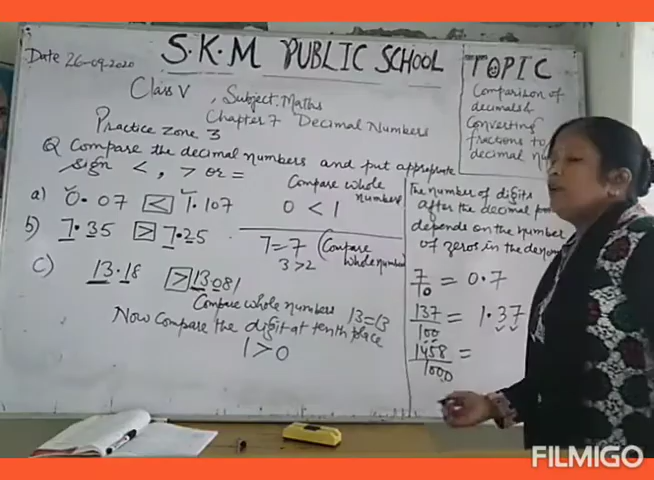 Date 26-09-2020
S.K.M PUBLIC SCHOOL
Class V, Subject. Maths
Chapter 7 Decimal Numbers
Practice Zone 3
Q Compare the decimal numbers and put appropriate
sign <, > or =
a) 0.07 < 1.107
Compare whole numbers
0 < 1
b) 7.35 > 7.25
7=7 (Compare whole number
3>2
c) 13.18 > 13.081
Compare whole numbers 13=13
Now compare the digit at tenth place
1>0
TOPIC
Comparison of
decimals &
Converting
fractions to
decimal
The number of digits
after the decimal
depends on the number
of zeros in the
7/10 = 0.7
137/100 = 1.37
1458/1000 =
FILMIGO